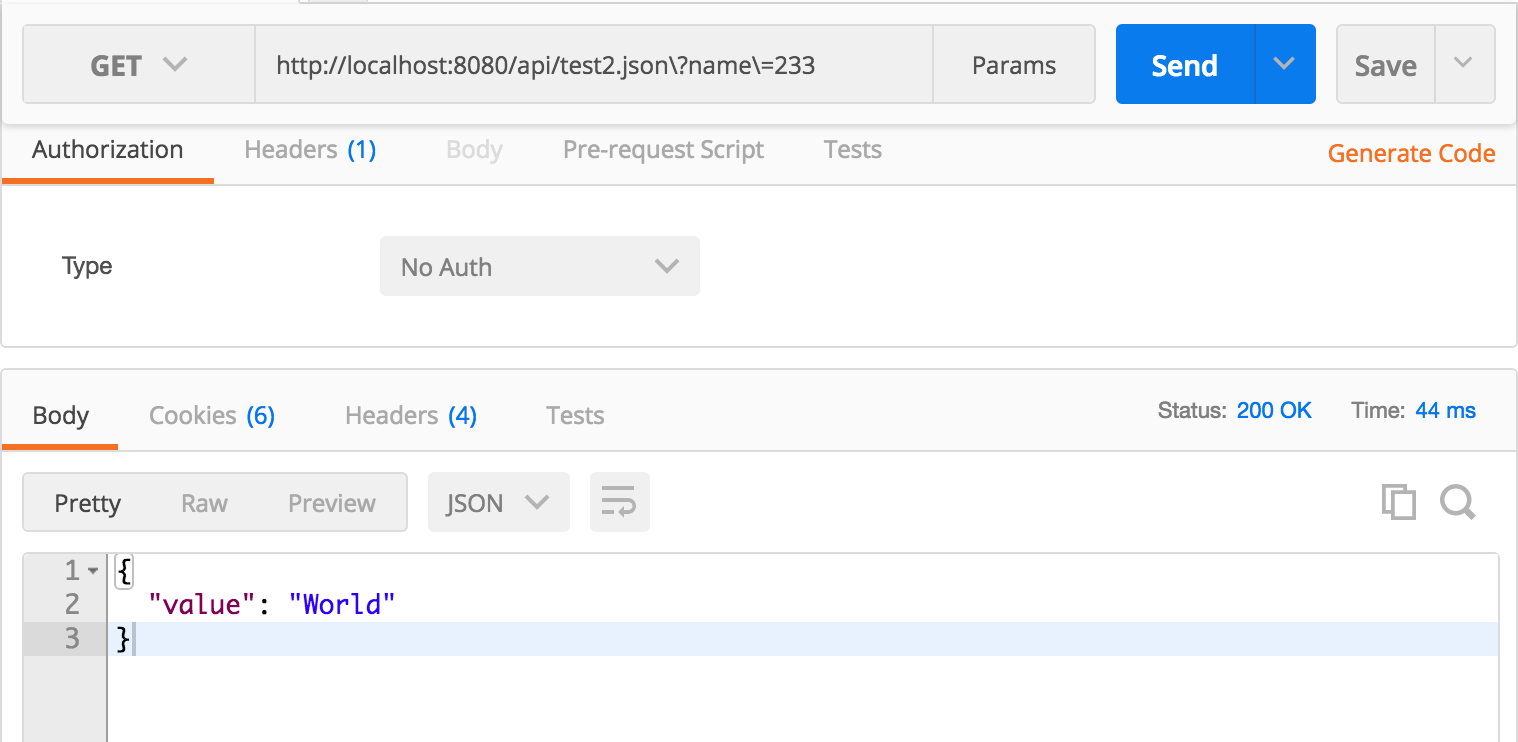 GET http://localhost:8080/api/test2.json\?name\=233 Params Send Save
Authorization Headers (1) Body Pre-request Script Tests Generate Code
Type No Auth
Body Cookies (6) Headers (4) Tests Status: 200 OK Time: 44 ms
Pretty Raw Preview JSON
1 {
2 "value": "World"
3 }